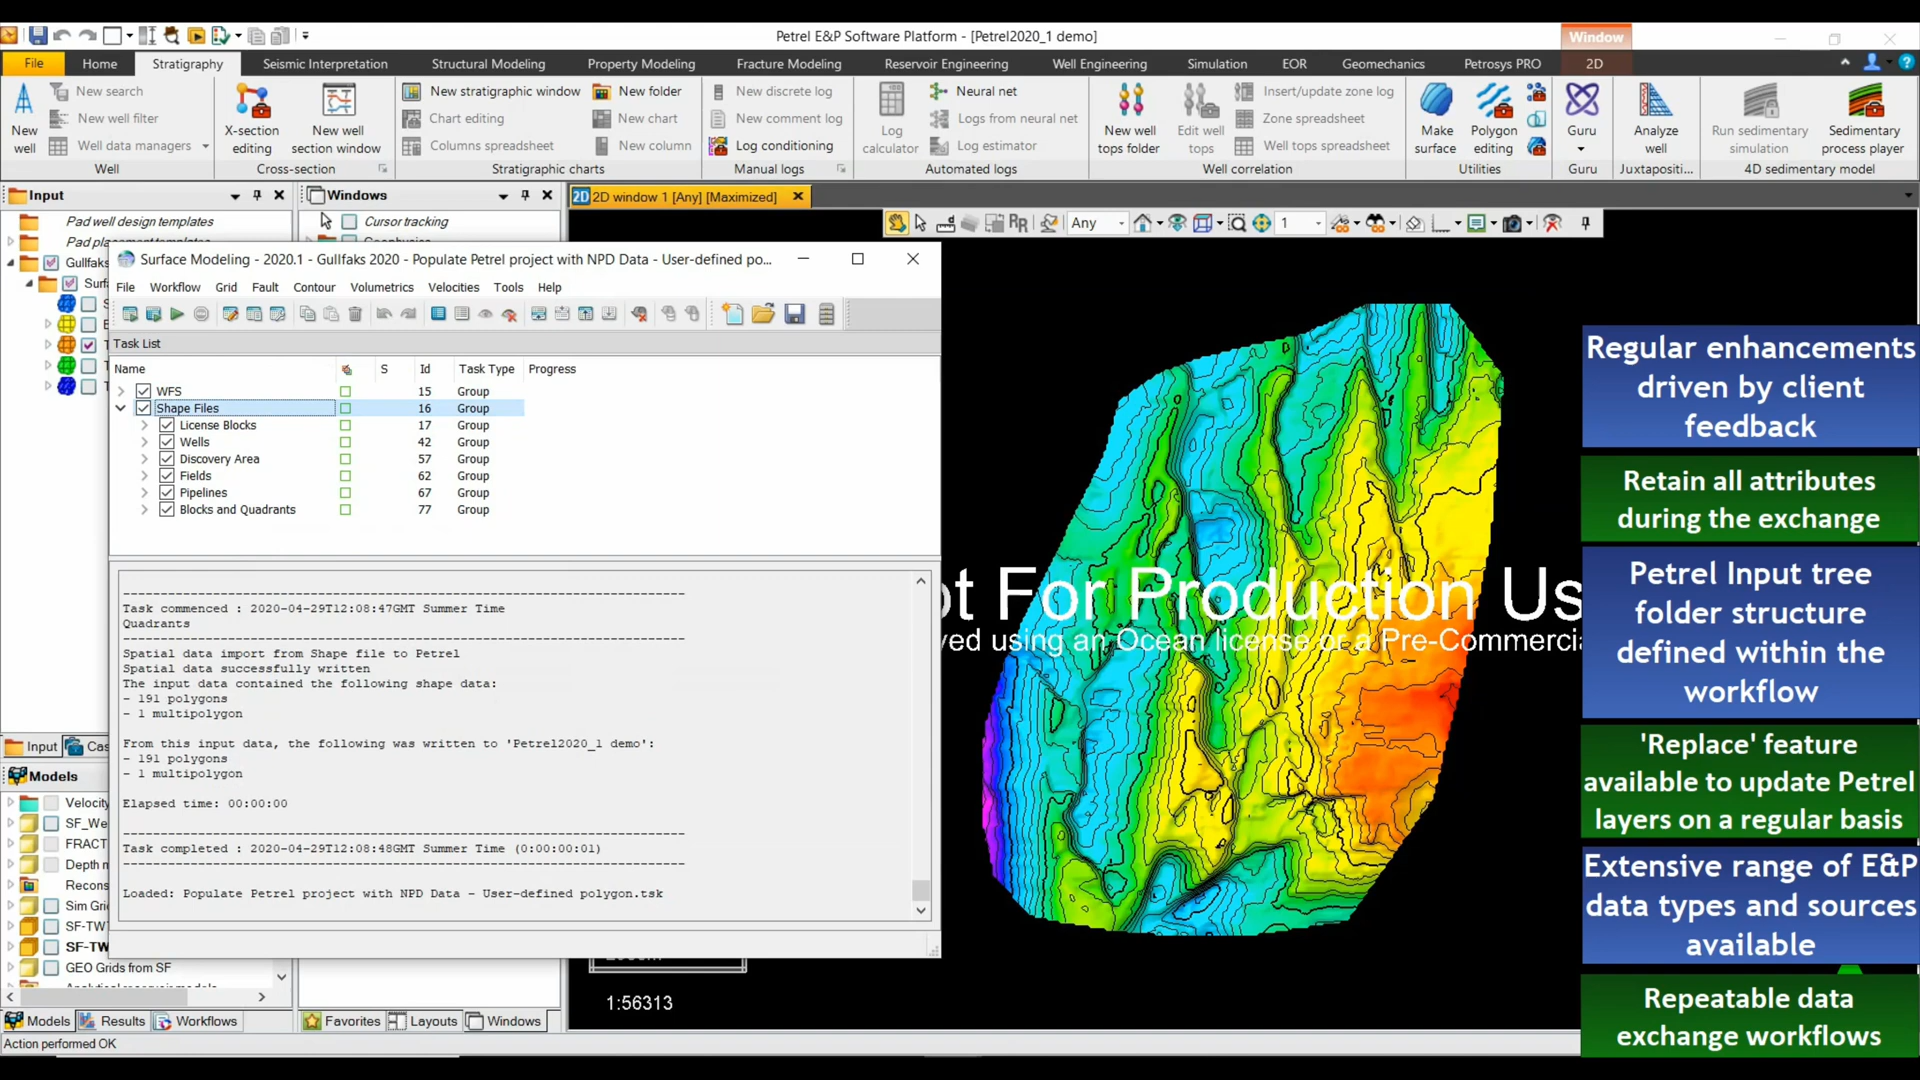 Petrel E&P Software Platform - [Petrel2020_1 demo]
Window
File Home Stratigraphy Seismic Interpretation Structural Modeling Property Modeling Fracture Modeling Reservoir Engineering Well Engineering Simulation EOR Geomechanics Petrosys PRO 2D
New well
New search
New well filter
Well data managers
Well
X-section editing
New well section window
Cross-section
New stratigraphic window
Chart editing
Columns spreadsheet
New folder
New chart
New column
Stratigraphic charts
New discrete log
New comment log
Log conditioning
Manual logs
Log calculator
Neural net
Logs from neural net
Log estimator
Automated logs
New well tops folder
Edit well tops
Insert/update zone log
Zone spreadsheet
Well tops spreadsheet
Well correlation
Make surface
Polygon editing
Utilities
Guru
Guru
Analyze well
Juxtapositi...
Run sedimentary simulation
Sedimentary process player
4D sedimentary model
Input
Windows
2D 2D window 1 [Any] [Maximized]
Pad well design templates
Cursor tracking
Any
1
Gullfaks
Surface Modeling - 2020.1 - Gullfaks 2020 - Populate Petrel project with NPD Data - User-defined po...
File Workflow Grid Fault Contour Volumetrics Velocities Tools Help
Task List
Name S Id Task Type Progress
WFS 15 Group
Shape Files 16 Group
License Blocks 17 Group
Wells 42 Group
Discovery Area 57 Group
Fields 62 Group
Pipelines 67 Group
Blocks and Quadrants 77 Group
Task commenced : 2020-04-29T12:08:47GMT Summer Time
Quadrants
Spatial data import from Shape file to Petrel
Spatial data successfully written
The input data contained the following shape data:
- 191 polygons
- 1 multipolygon
From this input data, the following was written to 'Petrel2020_1 demo':
- 191 polygons
- 1 multipolygon
Elapsed time: 00:00:00
Task completed : 2020-04-29T12:08:48GMT Summer Time (0:00:00:01)
Loaded: Populate Petrel project with NPD Data - User-defined polygon.tsk
Input Cas
Models
Velocity
SF_We
FRACT
Depth m
Recons
Sim Gri
SF-TW
SF-TW
GEO Grids from SF
Models Results Workflows
Favorites Layouts Windows
Action performed OK
ot For Production Us
yed using an Ocean license or a Pre-Commercia
1:56313
Regular enhancements
driven by client
feedback
Retain all attributes
during the exchange
Petrel Input tree
folder structure
defined within the
workflow
'Replace' feature
available to update Petrel
layers on a regular basis
Extensive range of E&P
data types and sources
available
Repeatable data
exchange workflows